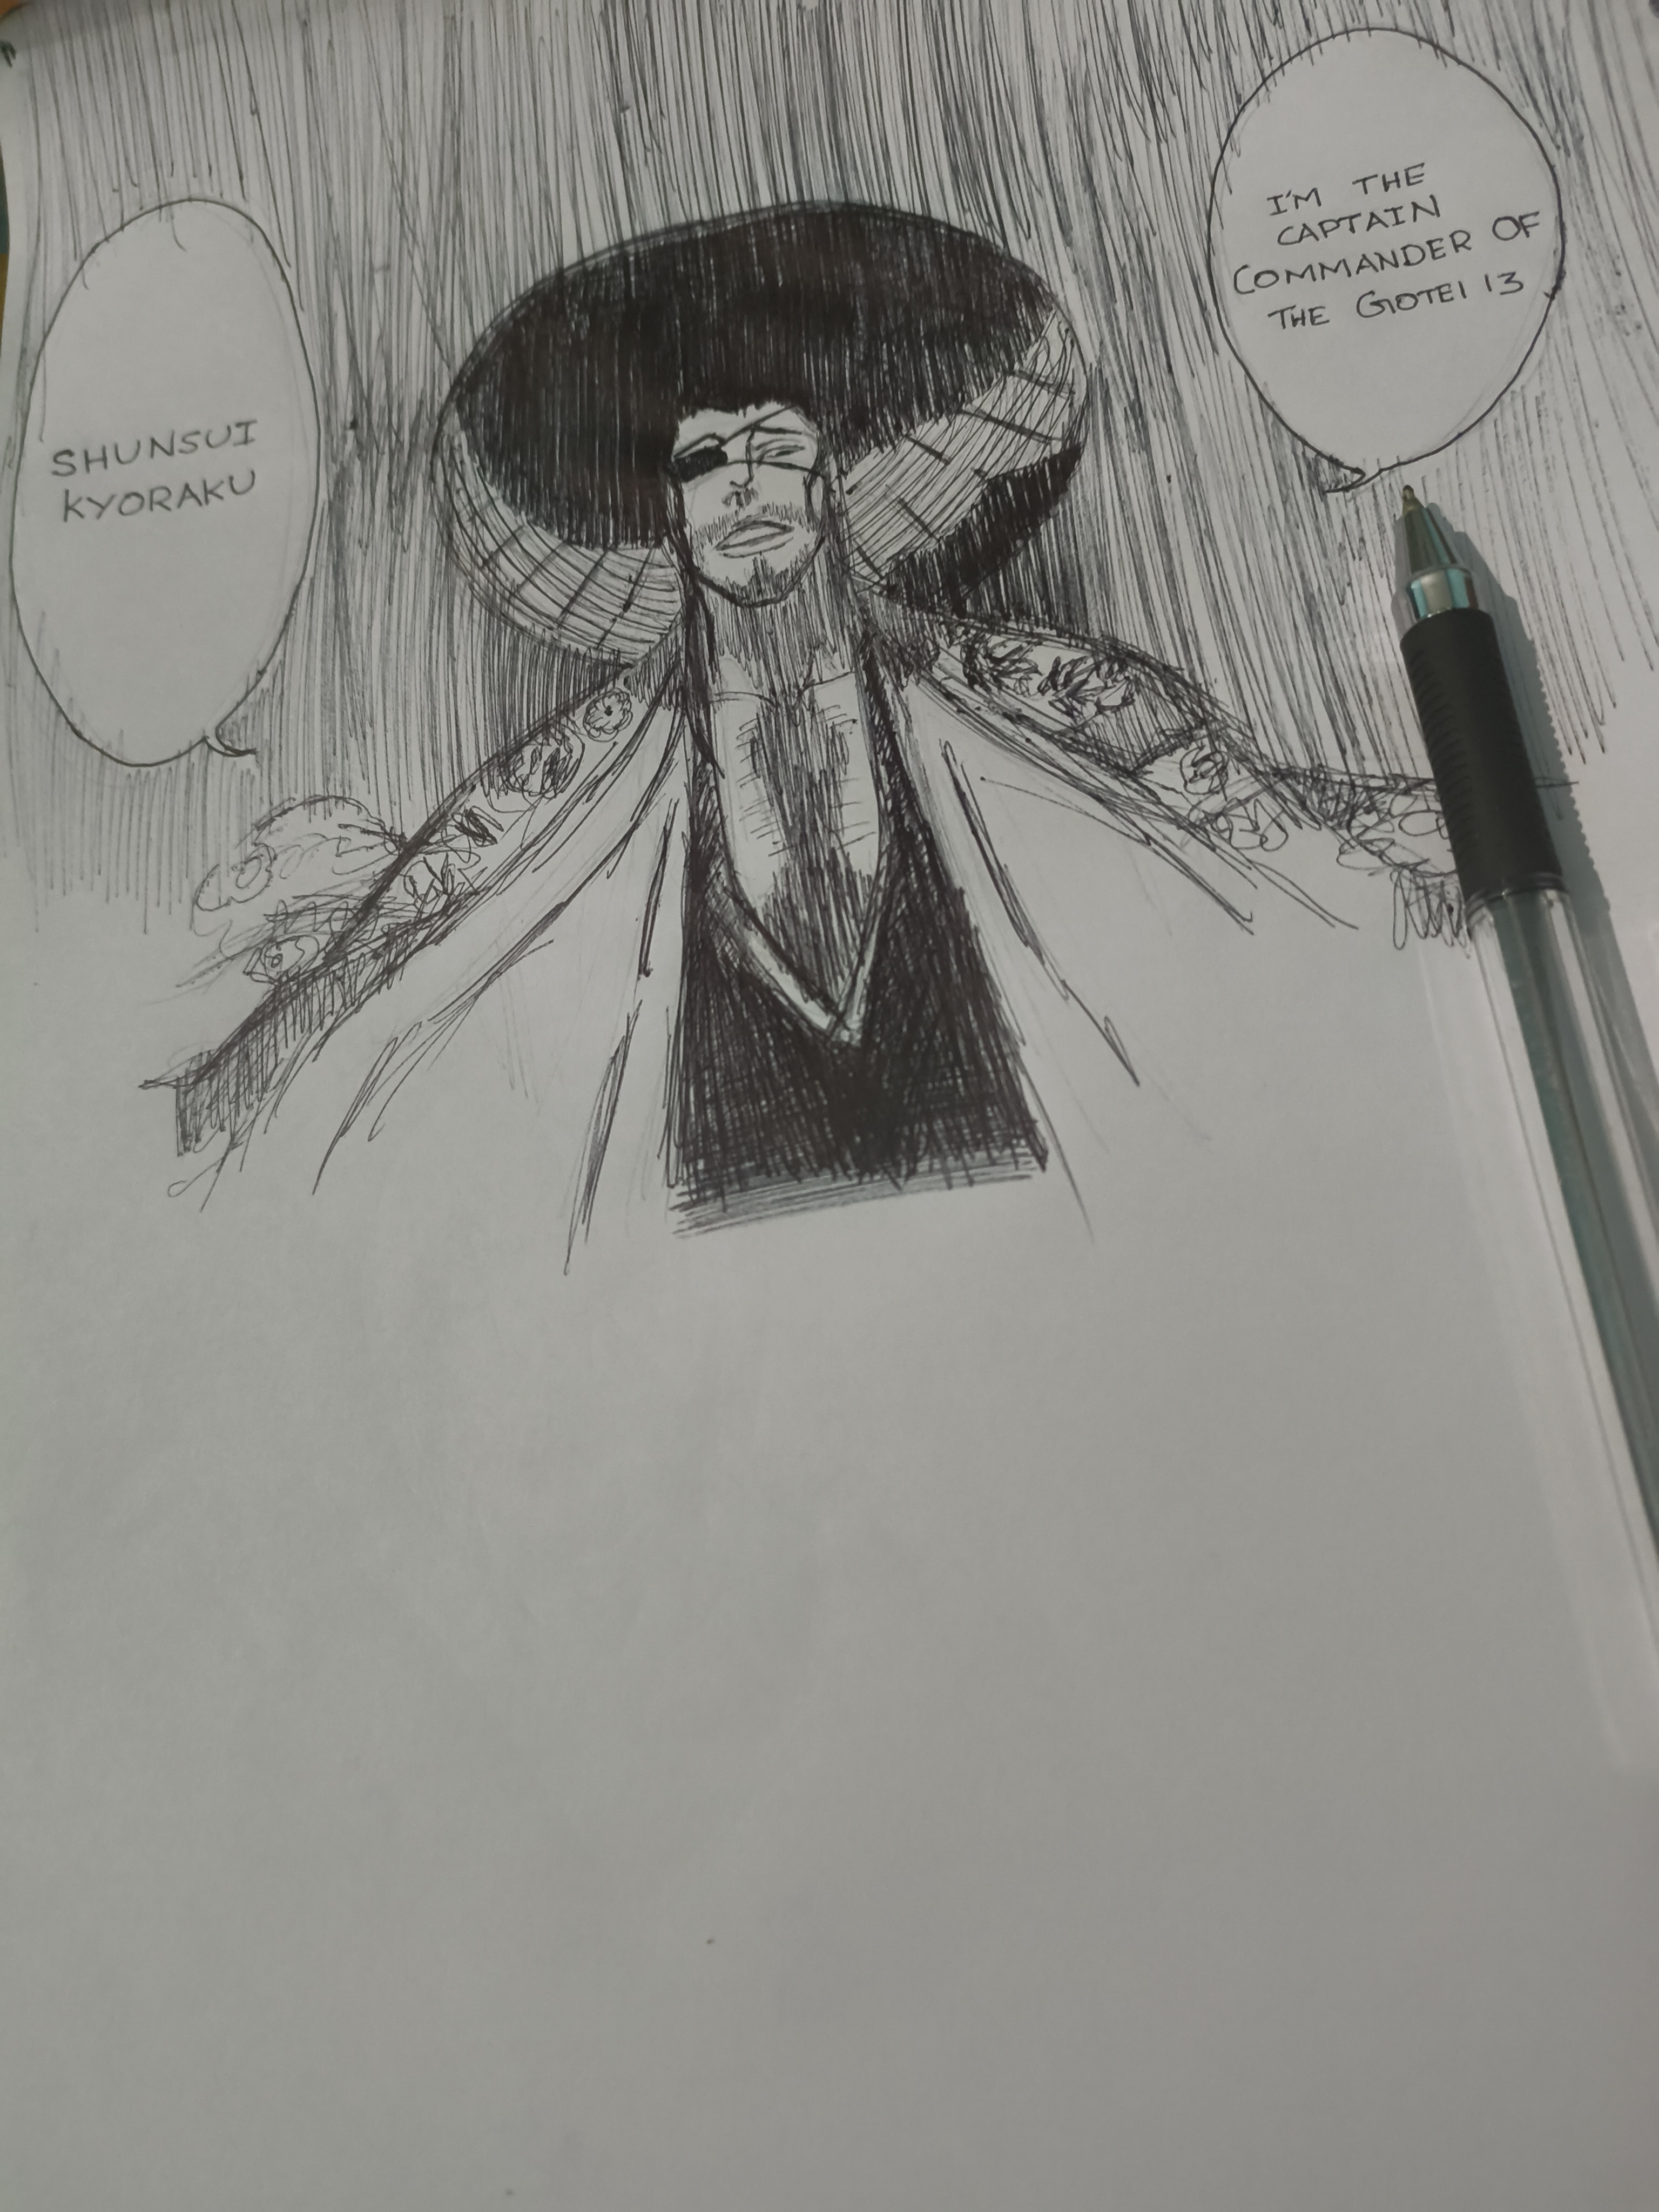 I'M THE
CAPTAIN
COMMANDER OF
THE GOTEI 13
SHUNSUI
KYORAKU